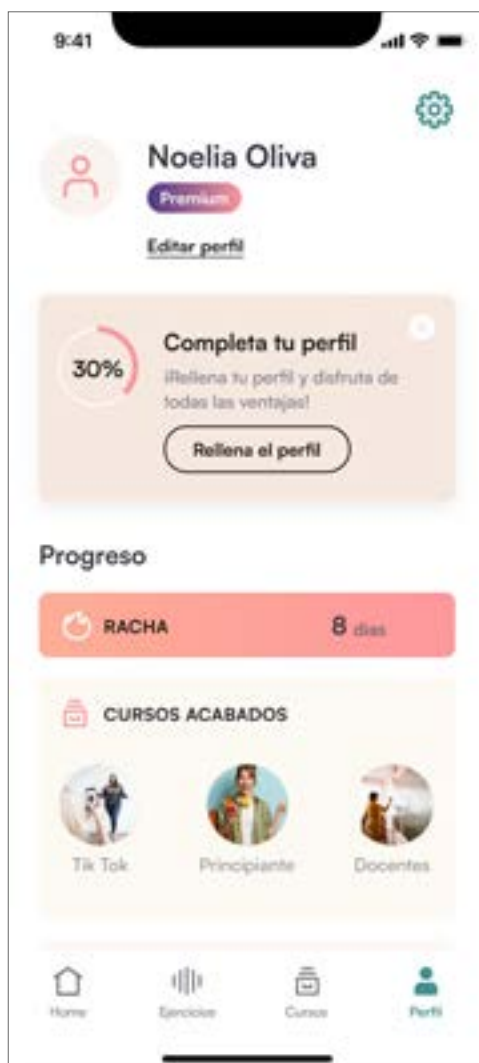 9:41
Noelia Oliva
Premium
Editar perfil
30%
Completa tu perfil
¡Rellena tu perfil y disfruta de
todas las ventajas!
Rellena el perfil
Progreso
RACHA
8 días
CURSOS ACABADOS
Tik Tok
Principiante
Docentes
Home
Ejercicios
Cursos
Perfil